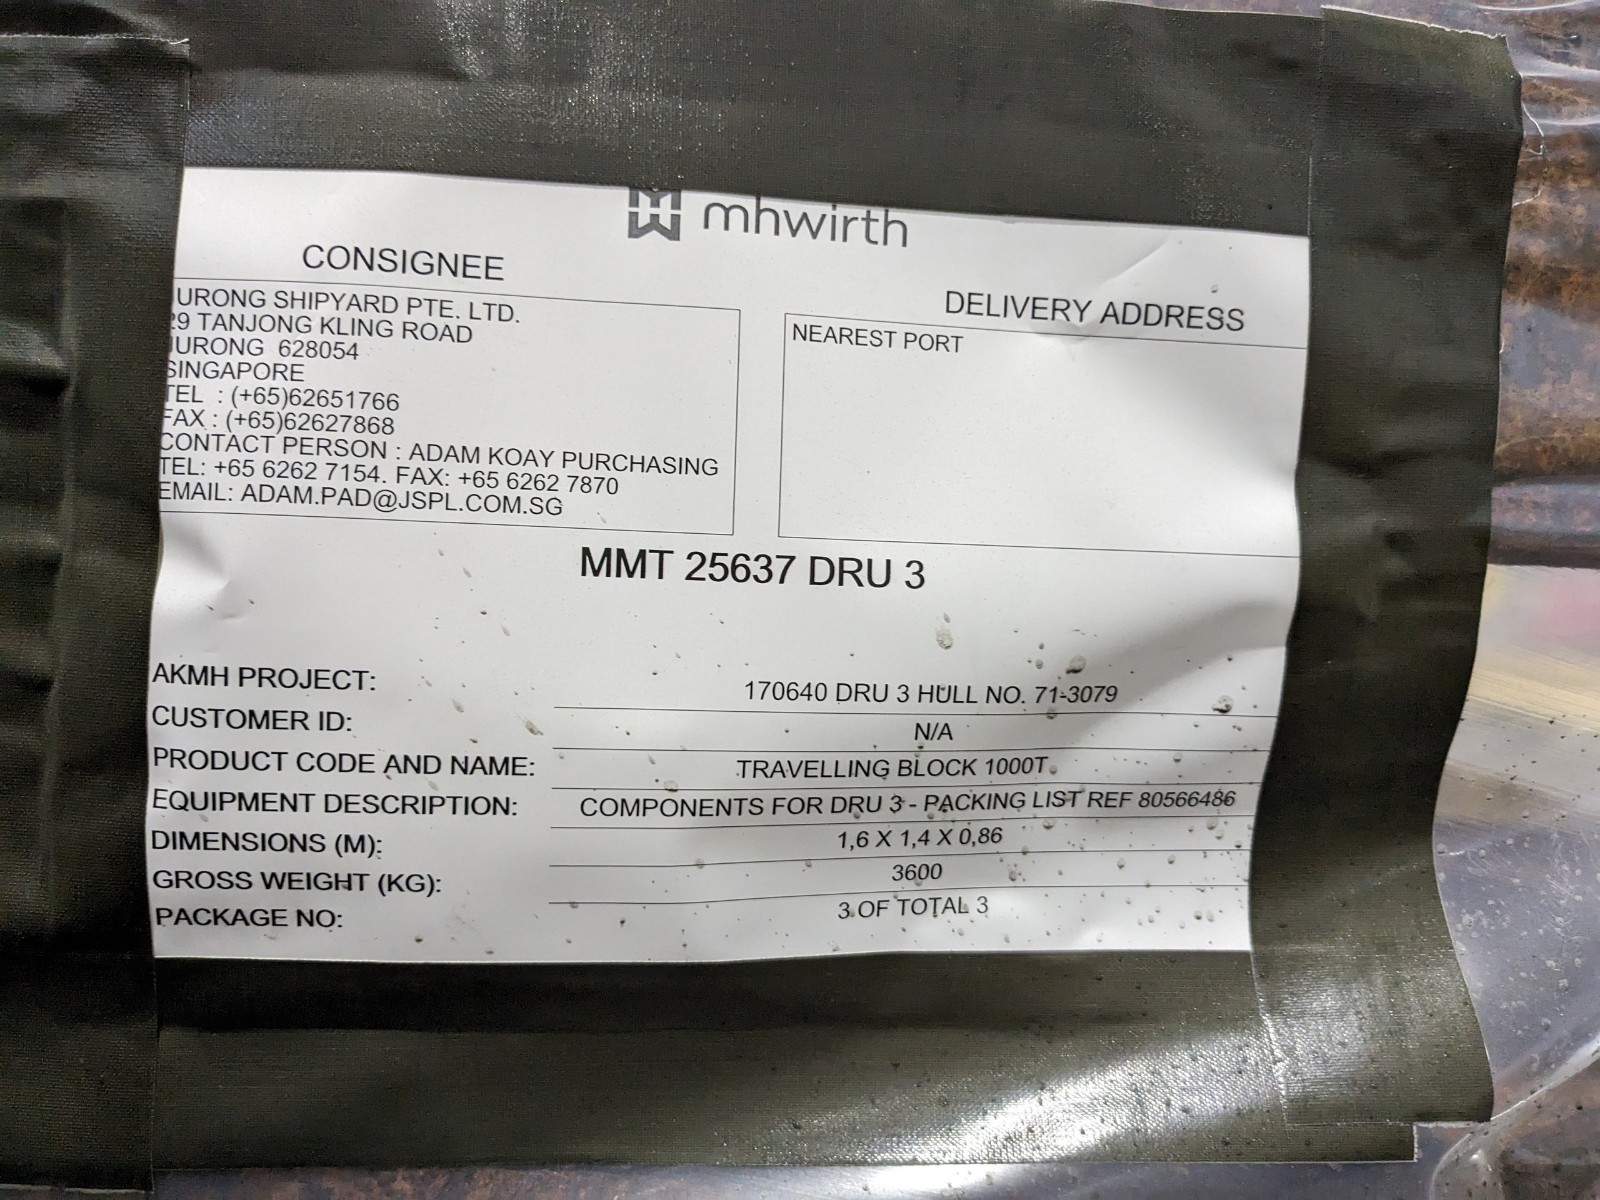 mhwirth
CONSIGNEE
JURONG SHIPYARD PTE. LTD.
29 TANJONG KLING ROAD
JURONG 628054
SINGAPORE
TEL : (+65)62651766
FAX : (+65)62627868
CONTACT PERSON : ADAM KOAY PURCHASING
TEL: +65 6262 7154. FAX: +65 6262 7870
EMAIL: ADAM.PAD@JSPL.COM.SG
DELIVERY ADDRESS
NEAREST PORT
MMT 25637 DRU 3
AKMH PROJECT: 170640 DRU 3 HULL NO. 71-3079
CUSTOMER ID: N/A
PRODUCT CODE AND NAME: TRAVELLING BLOCK 1000T
EQUIPMENT DESCRIPTION: COMPONENTS FOR DRU 3 - PACKING LIST REF 80566486
DIMENSIONS (M): 1,6 X 1,4 X 0,86
GROSS WEIGHT (KG): 3600
PACKAGE NO: 3 OF TOTAL 3